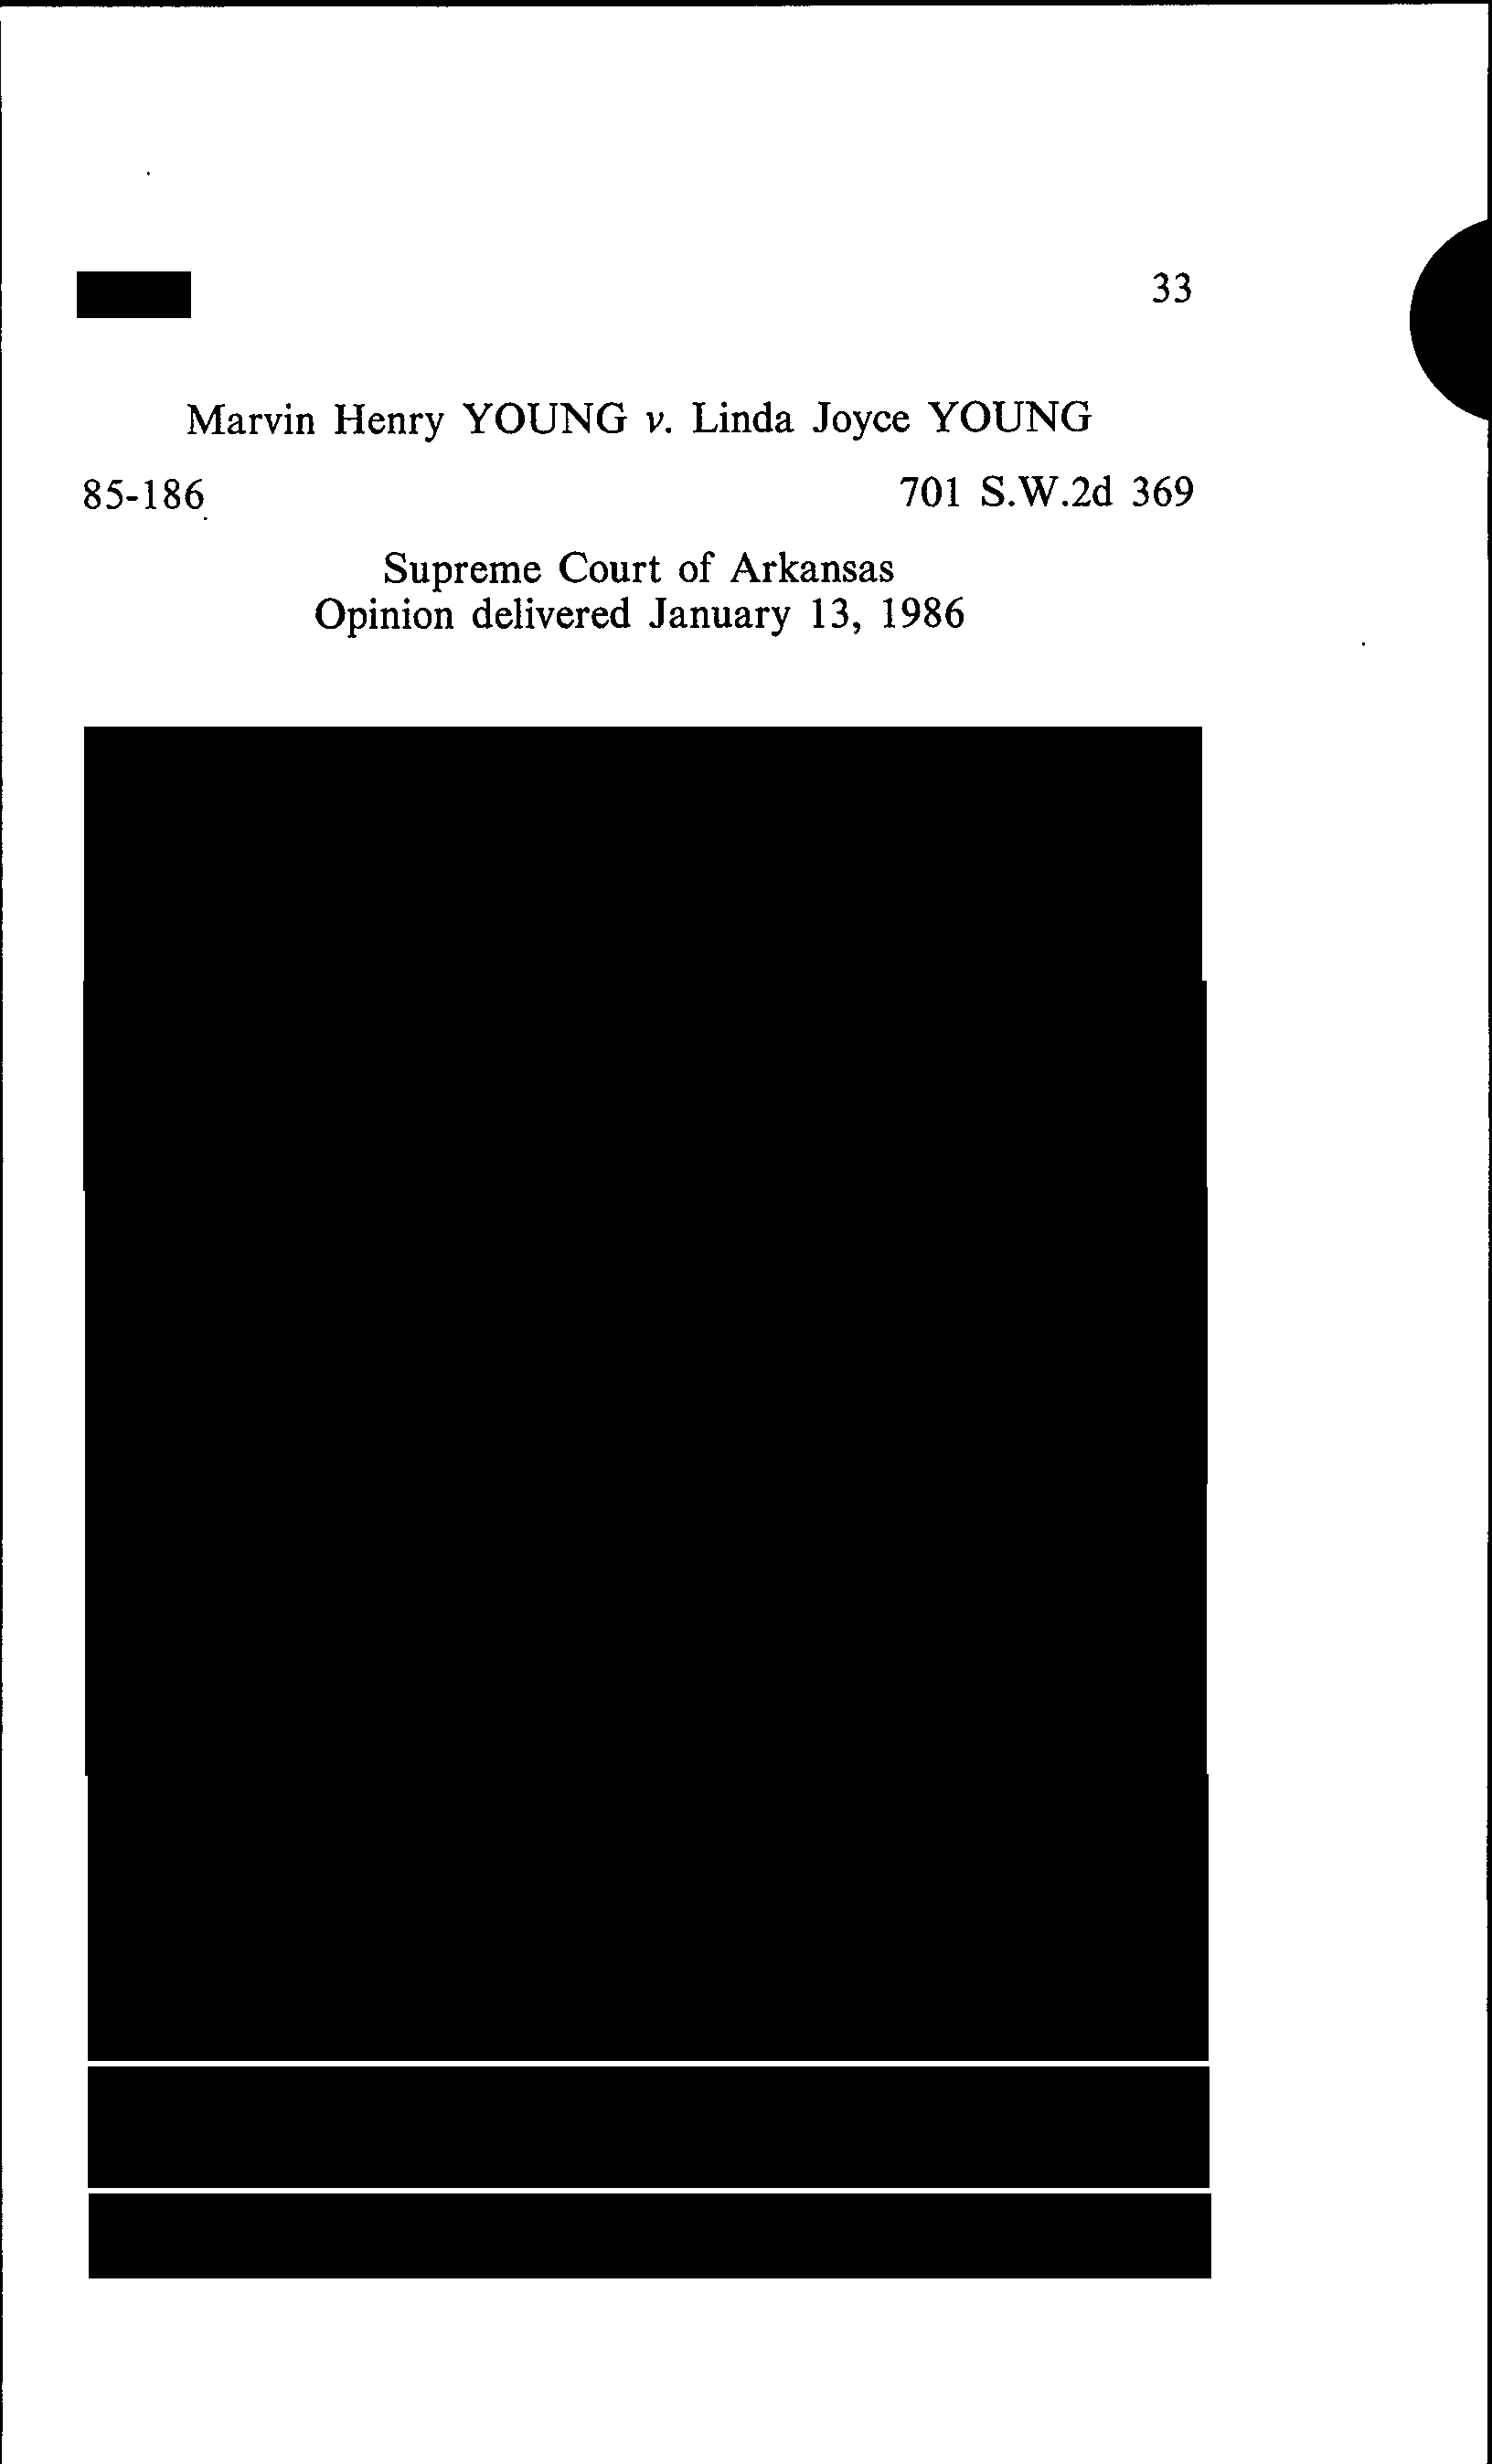 33
Marvin Henry YOUNG v. Linda Joyce YOUNG
85-186 701 S.W.2d 369
Supreme Court of Arkansas
Opinion delivered January 13, 1986